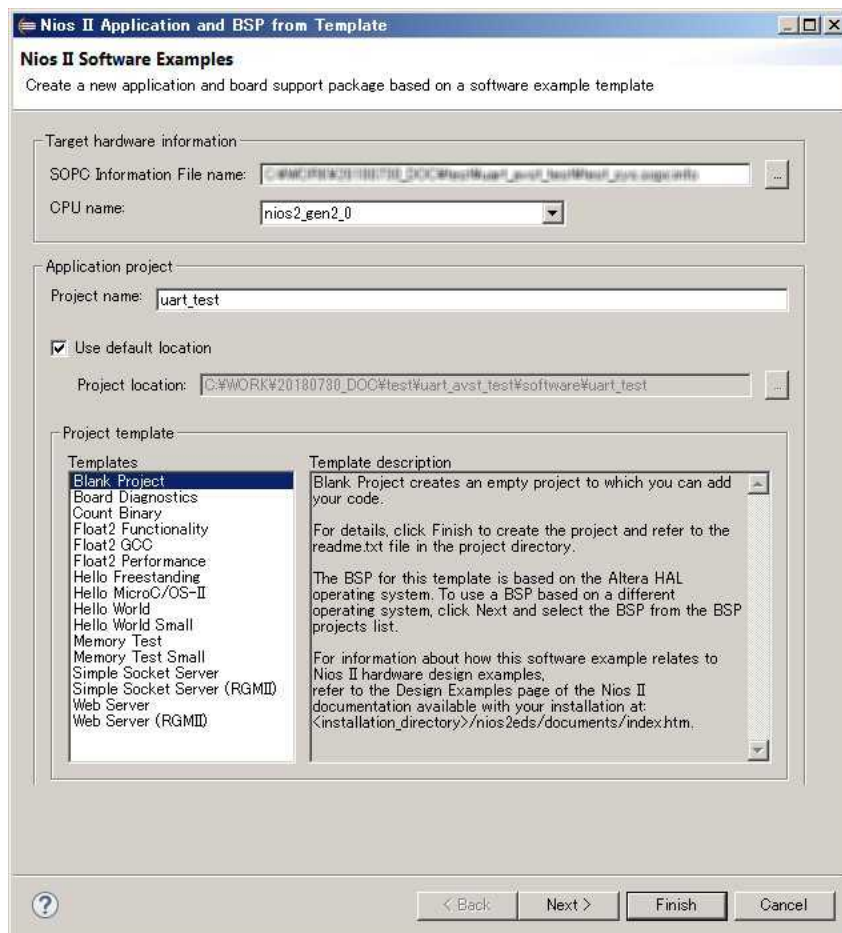 Nios II Application and BSP from Template
Nios II Software Examples
Create a new application and board support package based on a software example template
Target hardware information
SOPC Information File name:
...
CPU name:
nios2_gen2_0
Application project
Project name:
uart_test
Use default location
Project location:
C:¥WORK¥20180730_DOC¥test¥uart_avst_test¥software¥uart_test
...
Project template
Templates
Blank Project
Board Diagnostics
Count Binary
Float2 Functionality
Float2 GCC
Float2 Performance
Hello Freestanding
Hello MicroC/OS-II
Hello World
Hello World Small
Memory Test
Memory Test Small
Simple Socket Server
Simple Socket Server (RGMII)
Web Server
Web Server (RGMII)
Template description
Blank Project creates an empty project to which you can add
your code.
For details, click Finish to create the project and refer to the
readme.txt file in the project directory.
The BSP for this template is based on the Altera HAL
operating system. To use a BSP based on a different
operating system, click Next and select the BSP from the BSP
projects list.
For information about how this software example relates to
Nios II hardware design examples,
refer to the Design Examples page of the Nios II
documentation available with your installation at:
<installation_directory>/nios2eds/documents/index.htm.
?
< Back
Next >
Finish
Cancel